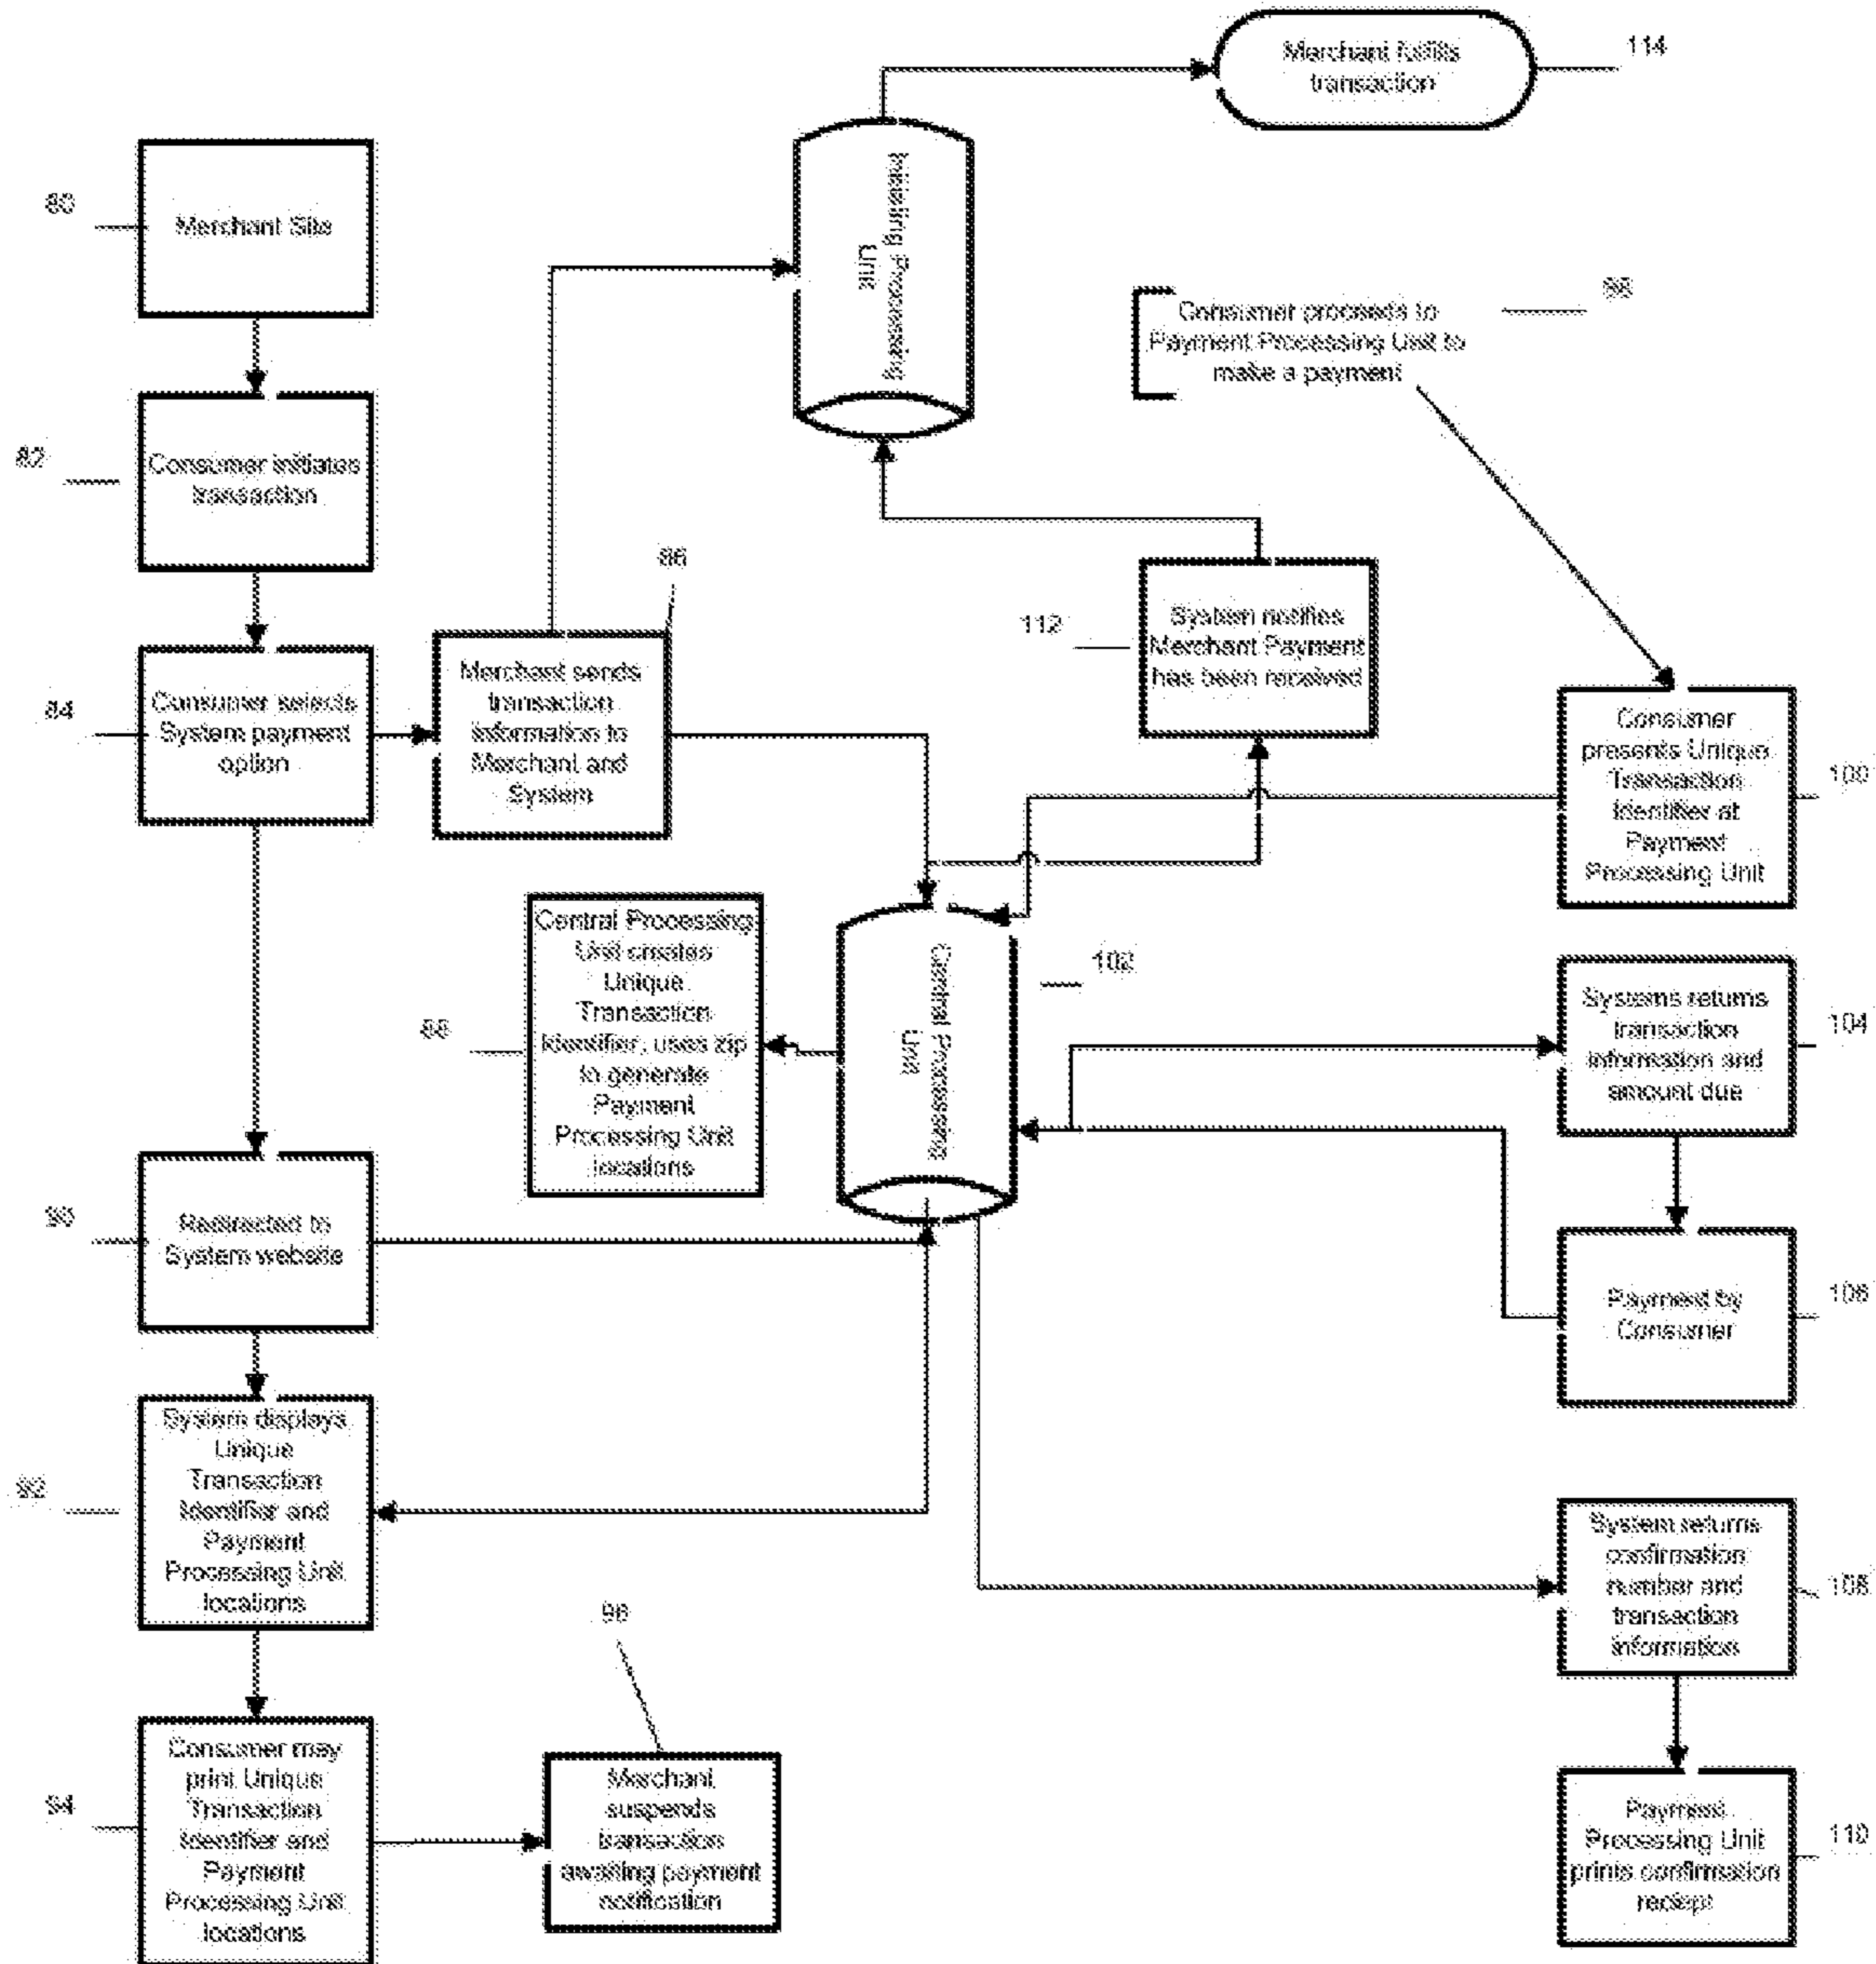 Merchant fulfills
transaction
114
Initialing Processing
Unit
80
Merchant Site
98
Consumer proceeds to
Payment Processing Unit to
make a payment
82
Consumer initiates
transaction
86
112
System notifies
Merchant Payment
has been received
84
Consumer selects
System payment
option
Merchant sends
transaction
information to
Merchant and
System
Consumer
presents Unique
Transaction
Identifier at
Payment
Processing Unit
100
88
Central Processing
Unit creates
Unique
Transaction
Identifier, uses zip
to generate
Payment
Processing Unit
locations
Central Processing
Unit
102
Systems returns
transaction
information and
amount due
104
90
Redirected to
System website
Payment by
Consumer
106
92
System displays
Unique
Transaction
Identifier and
Payment
Processing Unit
locations
System returns
confirmation
number and
transaction
information
108
96
94
Consumer may
print Unique
Transaction
Identifier and
Payment
Processing Unit
locations
Merchant
suspends
transaction
awaiting payment
notification
Payment
Processing Unit
prints confirmation
reciept
110